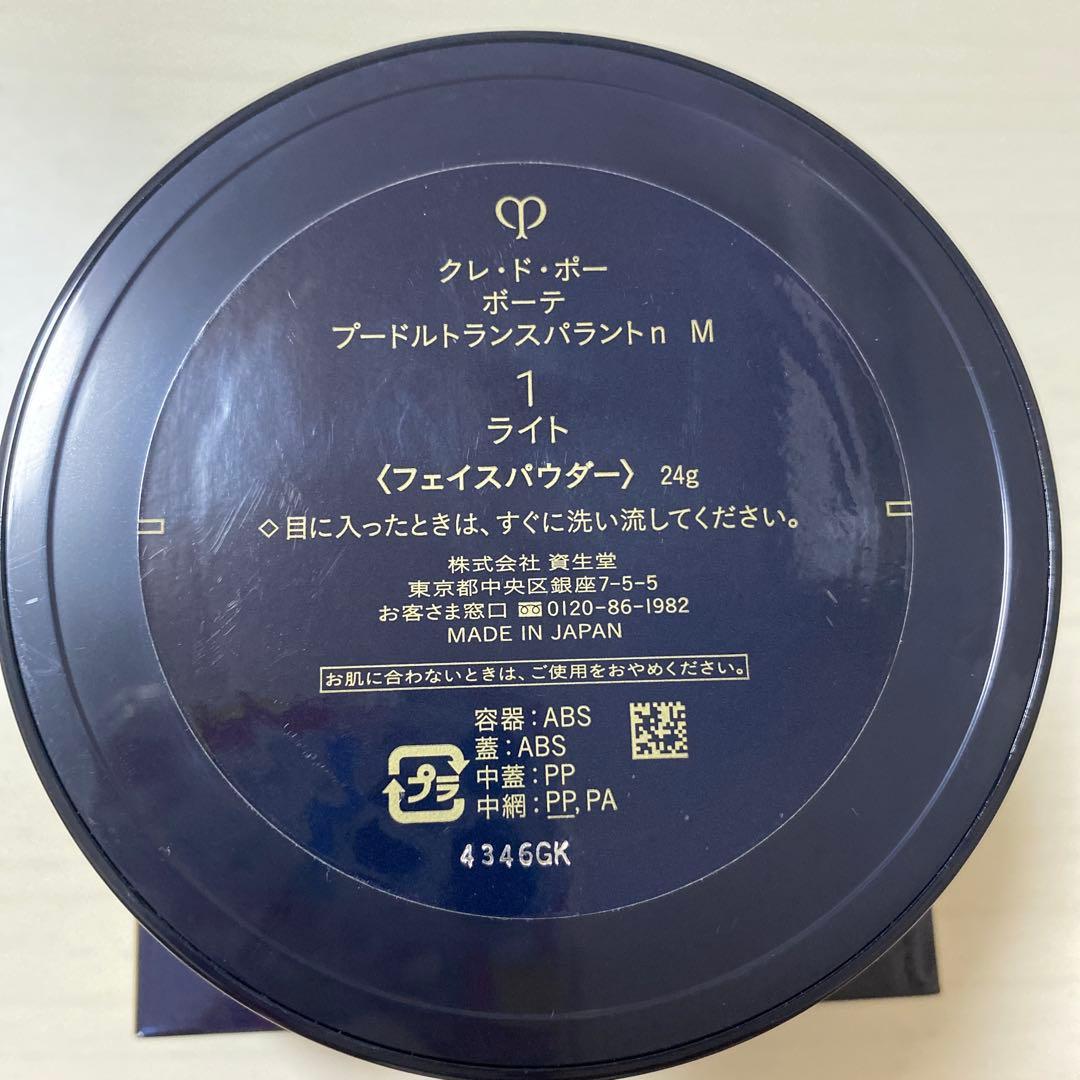 クレ・ド・ポー
ボーテ
プードルトランスパラントn M
1
ライト
〈フェイスパウダー〉 24g
◇目に入ったときは、すぐに洗い流してください。
株式会社 資生堂
東京都中央区銀座7-5-5
お客さま窓口 0120-86-1982
MADE IN JAPAN
お肌に合わないときは、ご使用をおやめください。
容器:ABS
蓋:ABS
中蓋:PP
中網:PP,PA
プラ
4346GK